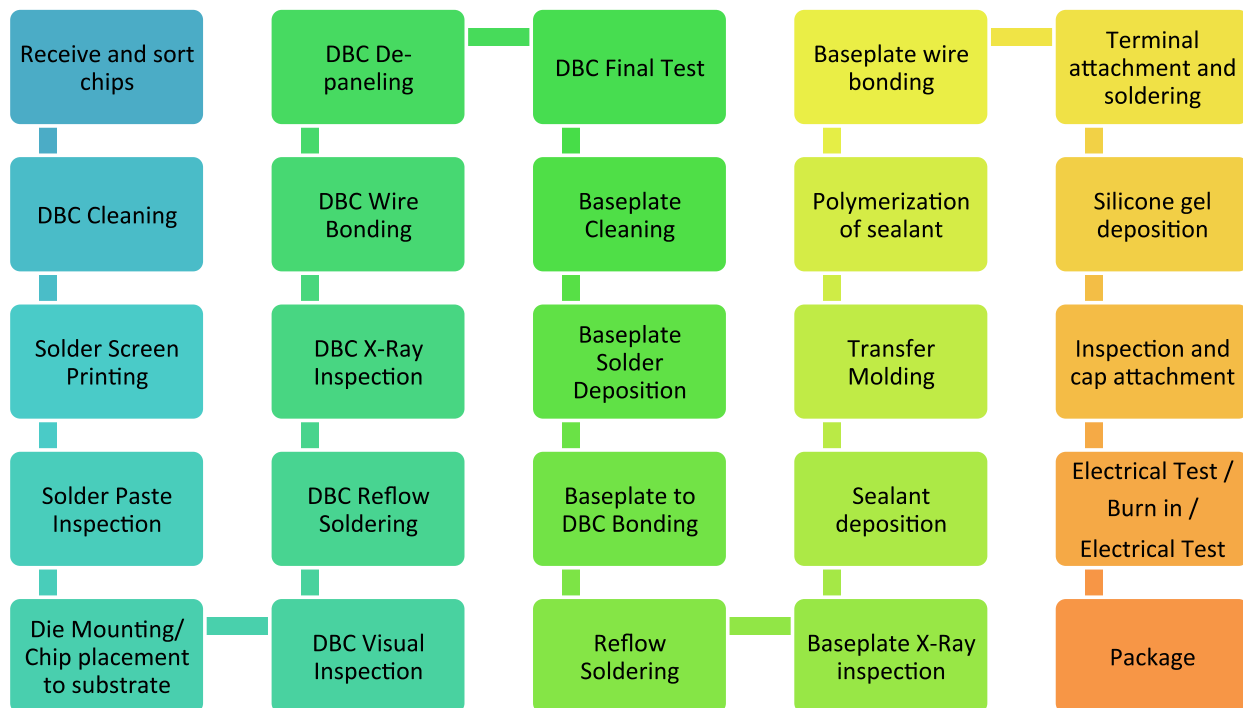 Receive and sort
chips
DBC Cleaning
Solder Screen
Printing
Solder Paste
Inspection
Die Mounting/
Chip placement
to substrate
DBC Visual
Inspection
DBC Reflow
Soldering
DBC X-Ray
Inspection
DBC Wire
Bonding
DBC De-
paneling
DBC Final Test
Baseplate
Cleaning
Baseplate
Solder
Deposition
Baseplate to
DBC Bonding
Reflow
Soldering
Baseplate X-Ray
inspection
Sealant
deposition
Transfer
Molding
Polymerization
of sealant
Baseplate wire
bonding
Terminal
attachment and
soldering
Silicone gel
deposition
Inspection and
cap attachment
Electrical Test /
Burn in /
Electrical Test
Package